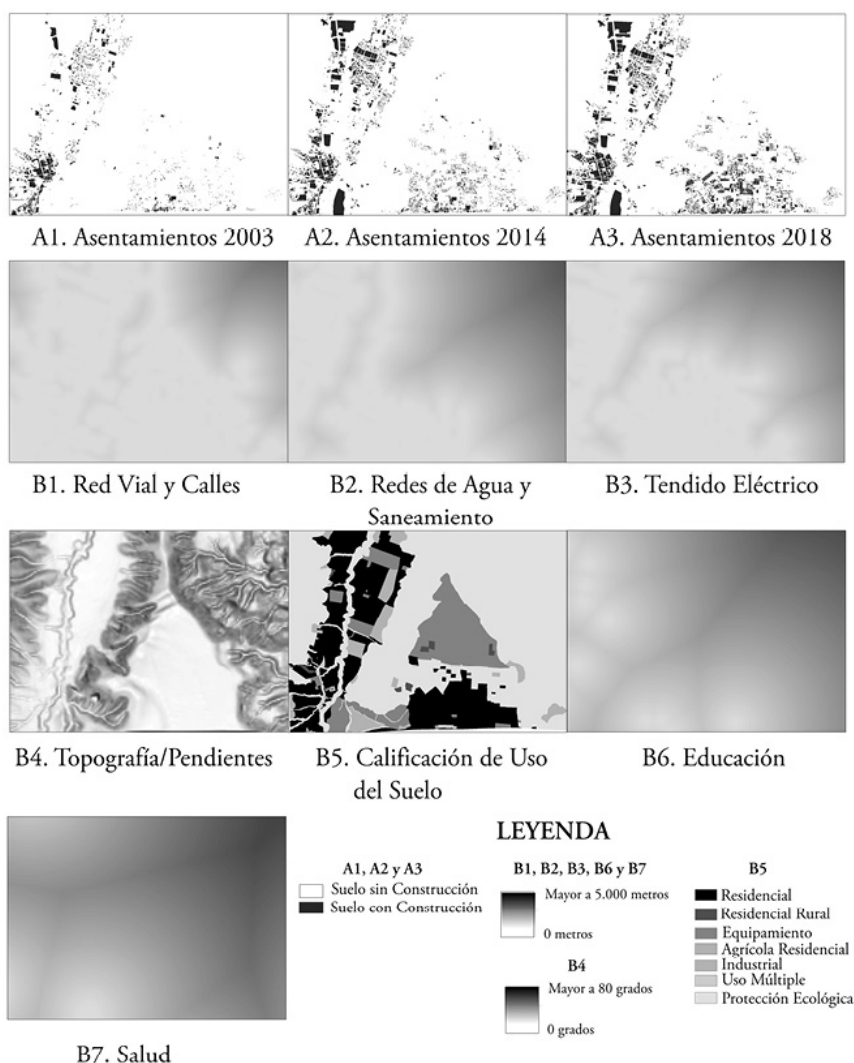 A1. Asentamientos 2003
A2. Asentamientos 2014
A3. Asentamientos 2018
B1. Red Vial y Calles
B2. Redes de Agua y
Saneamiento
B3. Tendido Eléctrico
B4. Topografía/Pendientes
B5. Calificación de Uso
del Suelo
B6. Educación
B7. Salud
LEYENDA
A1, A2 y A3
Suelo sin Construcción
Suelo con Construcción
B1, B2, B3, B6 y B7
Mayor a 5.000 metros
0 metros
B4
Mayor a 80 grados
0 grados
B5
Residencial
Residencial Rural
Equipamiento
Agrícola Residencial
Industrial
Uso Múltiple
Protección Ecológica